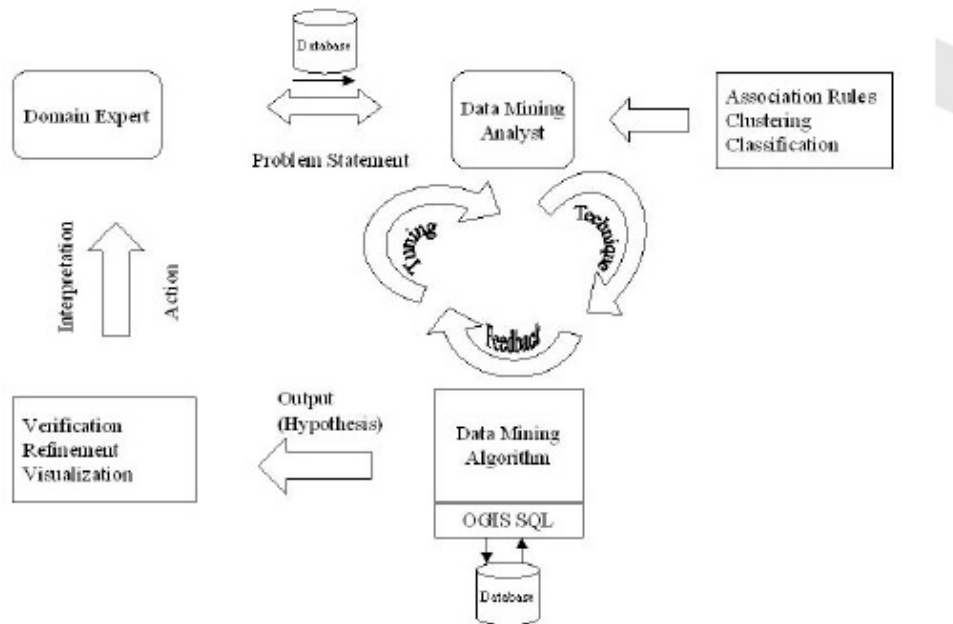 Database
Domain Expert
Data Mining
Analyst
Association Rules
Clustering
Classification
Problem Statement
Tuning
Technique
Feedback
Interpretation
Action
Verification
Refinement
Visualization
Output
(Hypothesis)
Data Mining
Algorithm
OGIS SQL
Database